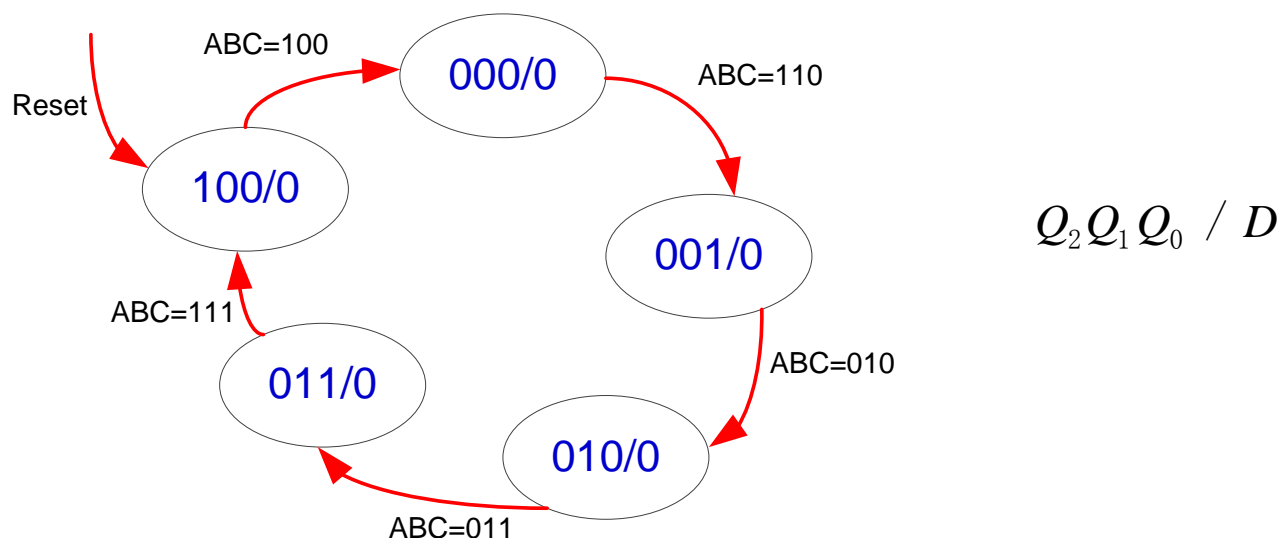 ABC=100
000/0
ABC=110
Reset
100/0
Q2Q1Q0 / D
001/0
ABC=111
011/0
ABC=010
010/0
ABC=011